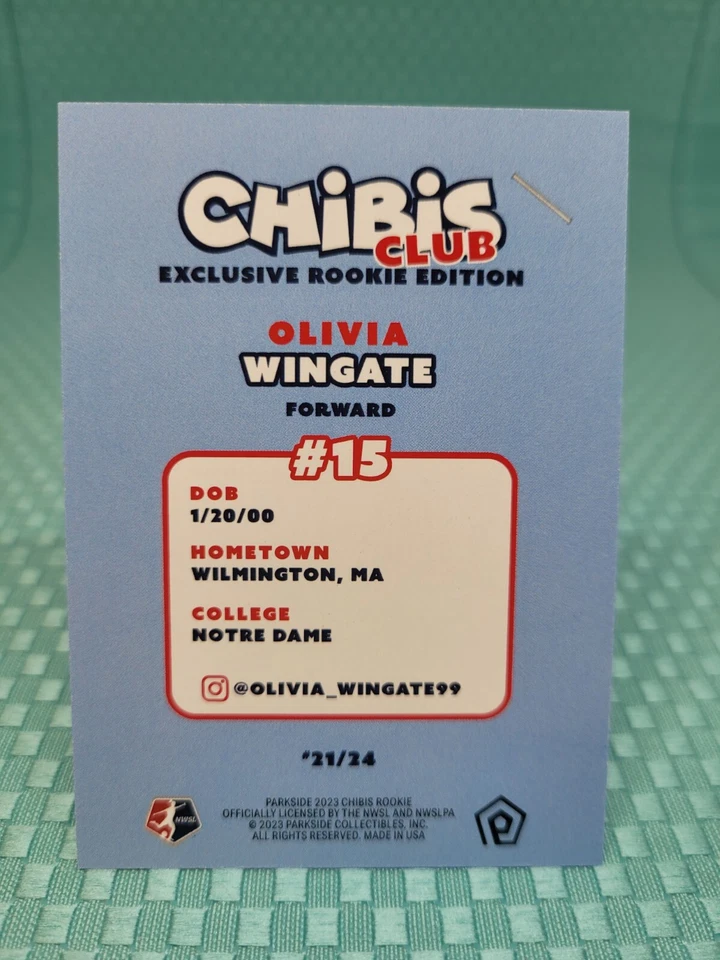 CHiBiS
CLUB
EXCLUSIVE ROOKIE EDITION
OLIVIA
WINGATE
FORWARD
#15
DOB
1/20/00
HOMETOWN
WILMINGTON, MA
COLLEGE
NOTRE DAME
@OLIVIA_WINGATE99
#21/24
NWSL
PARKSIDE 2023 CHIBIS ROOKIE
OFFICIALLY LICENSED BY THE NWSL AND NWSLPA
© 2023 PARKSIDE COLLECTIBLES, INC.
ALL RIGHTS RESERVED. MADE IN USA
P